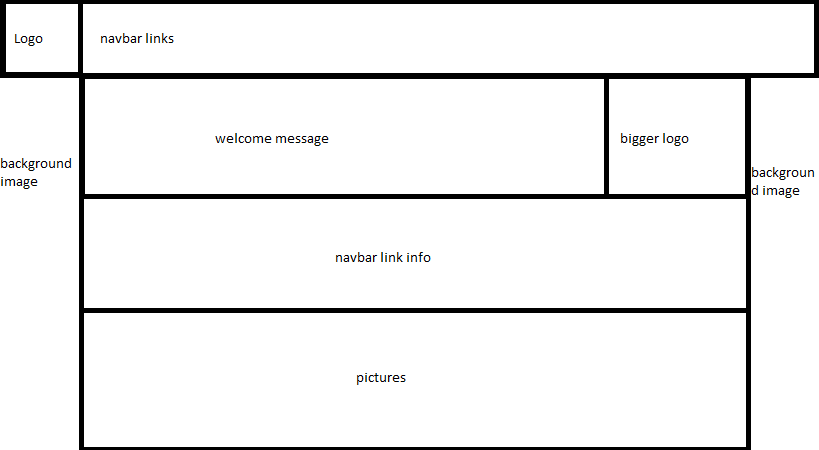 Logo
navbar links
welcome message
bigger logo
background
image
backgroun
d image
navbar link info
pictures